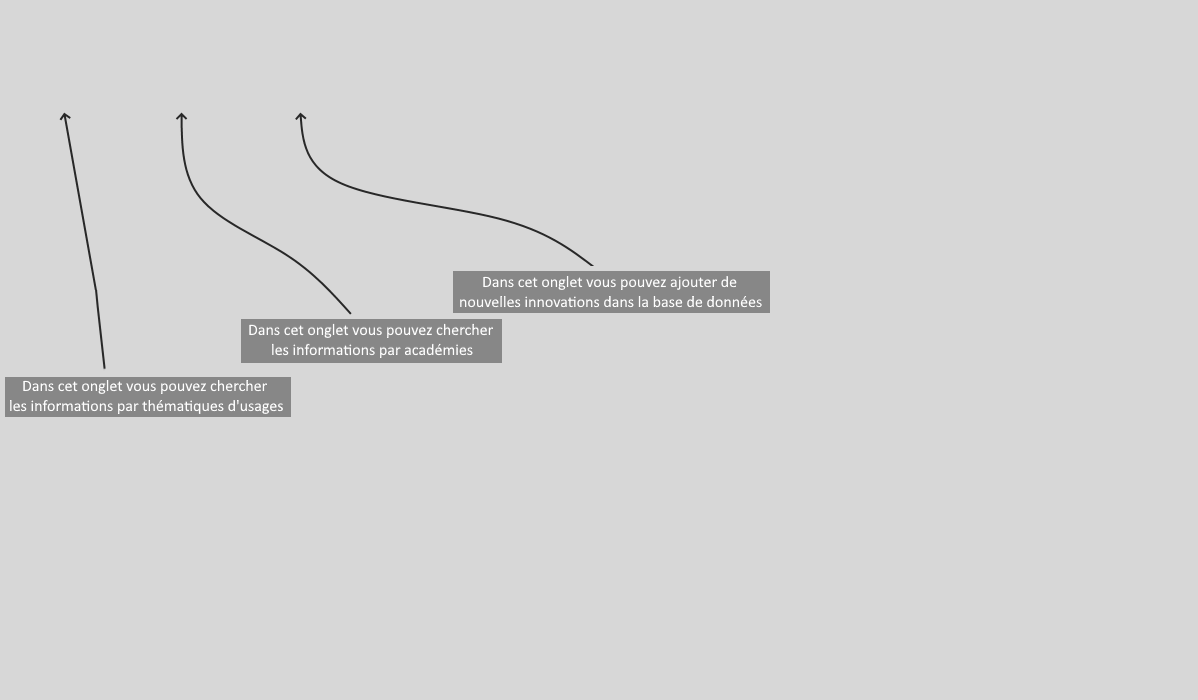 Dans cet onglet vous pouvez ajouter de
nouvelles innovations dans la base de données
Dans cet onglet vous pouvez chercher
les informations par académies
Dans cet onglet vous pouvez chercher
les informations par thématiques d'usages